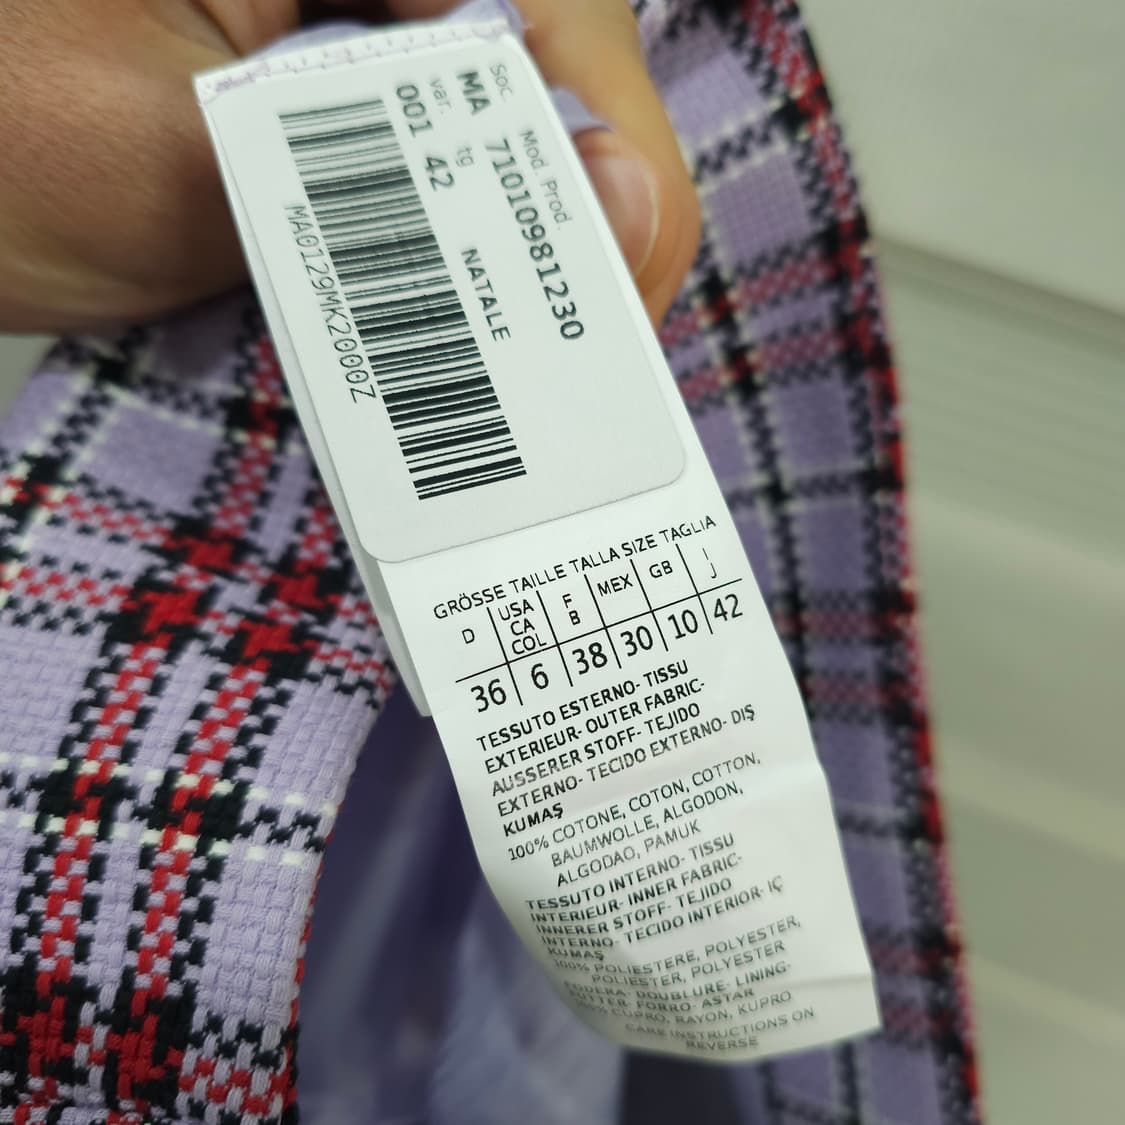 Soc. Mod. Prod.
MA 71010981230
var. tg
001 42 NATALE
MA0129MK2000Z
GRÖSSE TAILLE TALLA SIZE TAGLIA
D USA CA COL F B MEX GB I J
36 6 38 30 10 42
TESSUTO ESTERNO- TISSU
EXTERIEUR- OUTER FABRIC-
AUSSERER STOFF- TEJIDO
EXTERNO- TECIDO EXTERNO- DIŞ
KUMAŞ
100% COTONE, COTON, COTTON,
BAUMWOLLE, ALGODON,
ALGODAO, PAMUK
TESSUTO INTERNO- TISSU
INTERIEUR- INNER FABRIC-
INNERER STOFF- TEJIDO
INTERNO- TECIDO INTERIOR- IÇ
KUMAŞ
100% POLIESTERE, POLYESTER,
POLIESTER, POLYESTER
FODERA- DOUBLURE- LINING-
FUTTER- FORRO- ASTAR
100% CUPRO, RAYON, KUPRO
CARE INSTRUCTIONS ON
REVERSE